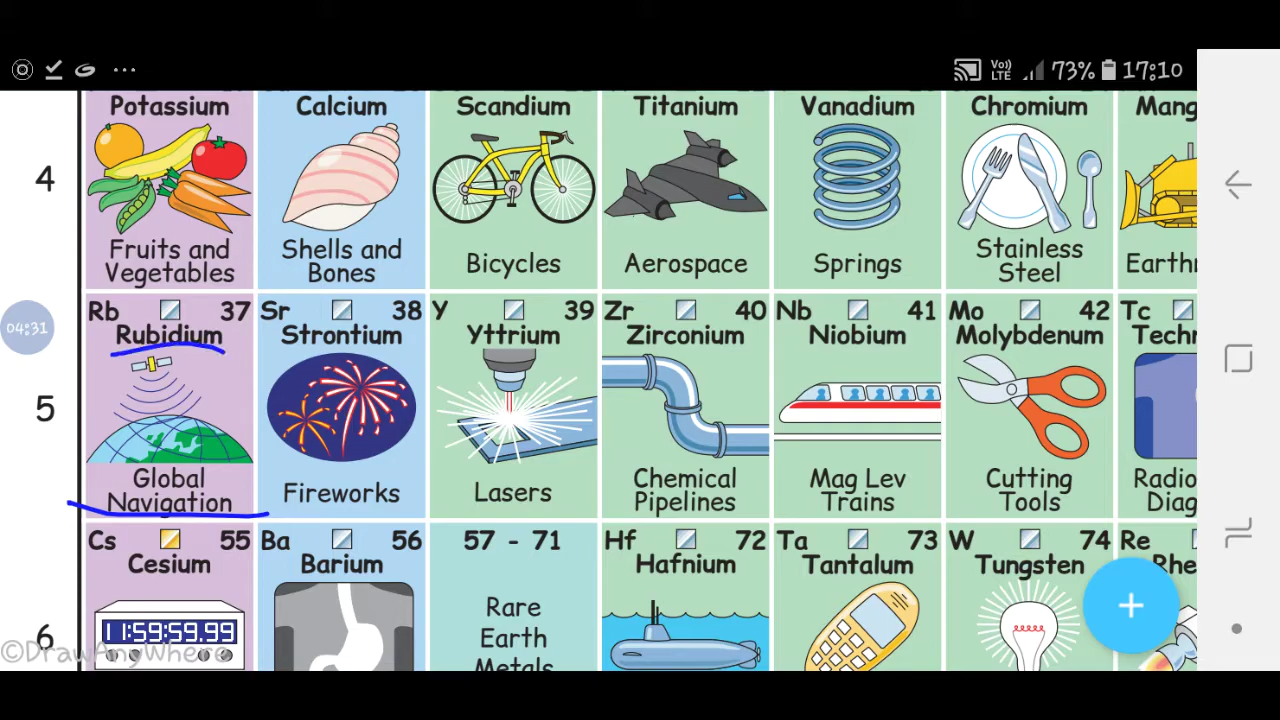 73% 17:10
Vo))
LTE
Potassium Calcium Scandium Titanium Vanadium Chromium Mang
4
Fruits and
Vegetables
Shells and
Bones
Bicycles
Aerospace
Springs
Stainless
Steel
Earth
04:31
5
Rb 37
Rubidium
Global
Navigation
Sr 38
Strontium
Fireworks
Y 39
Yttrium
Lasers
Zr 40
Zirconium
Chemical
Pipelines
Nb 41
Niobium
Mag Lev
Trains
Mo 42
Molybdenum
Cutting
Tools
Tc
Techn
Radio
Diag
6
Cs 55
Cesium
11:59:59.99
Ba 56
Barium
57 - 71
Rare
Earth
Metals
Hf 72
Hafnium
Ta 73
Tantalum
W 74
Tungsten
Re
Rhe
©DrawAnyWhere